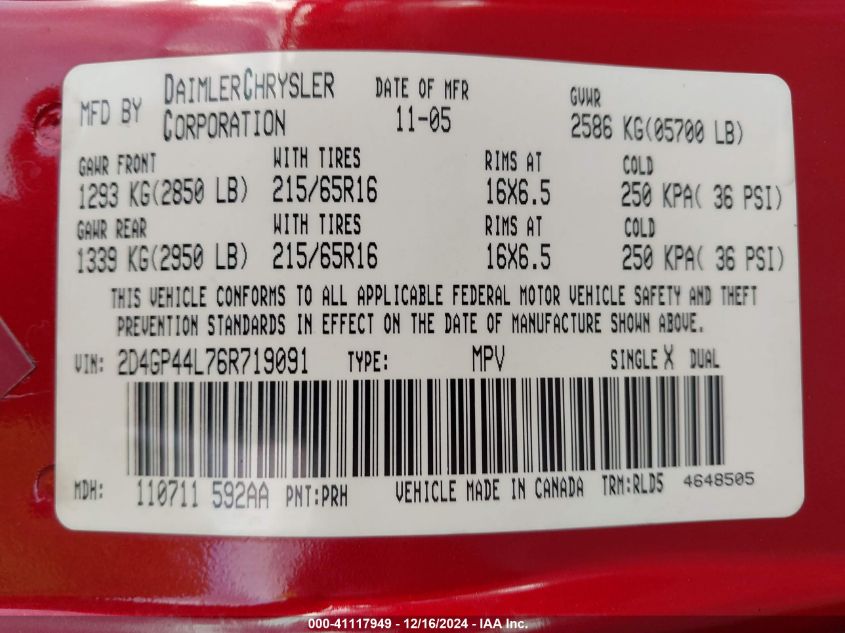 MFD BY DAIMLERCHRYSLER CORPORATION DATE OF MFR 11-05 GVWR 2586 KG(05700 LB)
GAWR FRONT WITH TIRES RIMS AT COLD
1293 KG(2850 LB) 215/65R16 16X6.5 250 KPA( 36 PSI)
GAWR REAR WITH TIRES RIMS AT COLD
1339 KG(2950 LB) 215/65R16 16X6.5 250 KPA( 36 PSI)
THIS VEHICLE CONFORMS TO ALL APPLICABLE FEDERAL MOTOR VEHICLE SAFETY AND THEFT
PREVENTION STANDARDS IN EFFECT ON THE DATE OF MANUFACTURE SHOWN ABOVE.
VIN: 2D4GP44L76R719091 TYPE: MPV SINGLE X DUAL
MDH: 110711 592AA PNT:PRH VEHICLE MADE IN CANADA TRM:RLD5 4648505
000-41117949 - 12/16/2024 - IAA Inc.